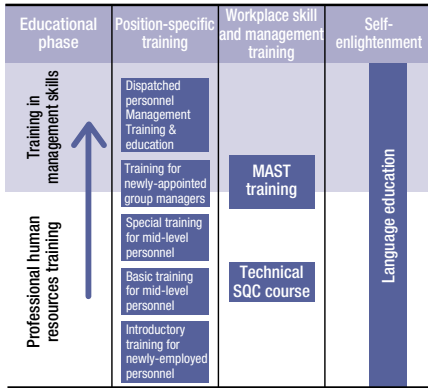 Educational
phase
Position-specific
training
Workplace skill
and management
training
Self-
enlightenment
Training in
management skills
Professional human
resources training
Dispatched
personnel
Management
Training &
education
Training for
newly-appointed
group managers
Special training
for mid-level
personnel
Basic training
for mid-level
personnel
Introductory
training for
newly-employed
personnel
MAST
training
Technical
SQC course
Language education